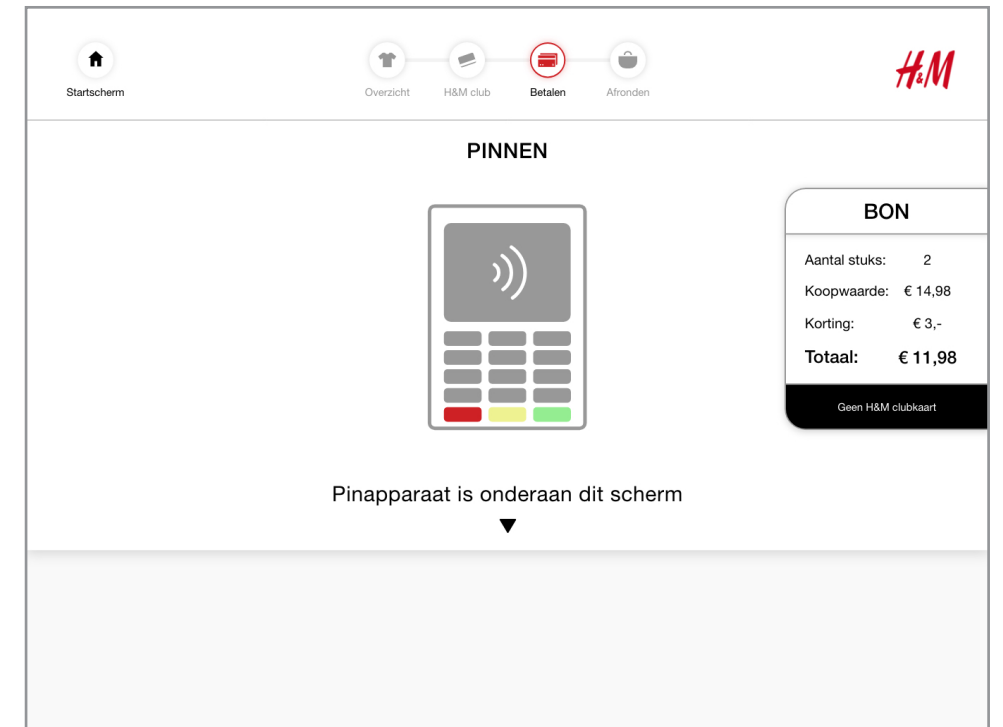 Startscherm
Overzicht
H&M club
Betalen
Afronden
H&M
PINNEN
BON
Aantal stuks: 2
Koopwaarde: € 14,98
Korting: € 3,-
Totaal: € 11,98
Geen H&M clubkaart
Pinapparaat is onderaan dit scherm